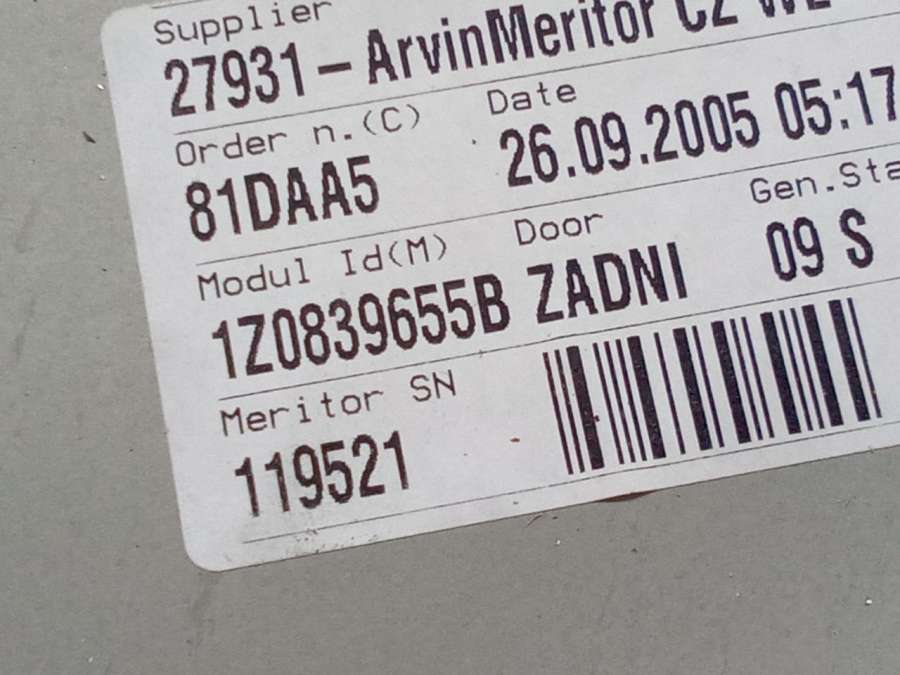 Supplier
27931-ArvinMeritor CZ
Order n.(C) Date
81DAA5 26.09.2005 05:17
Modul Id(M) Door Gen.Sta
1Z0839655B ZADNI 09 S
Meritor SN
119521